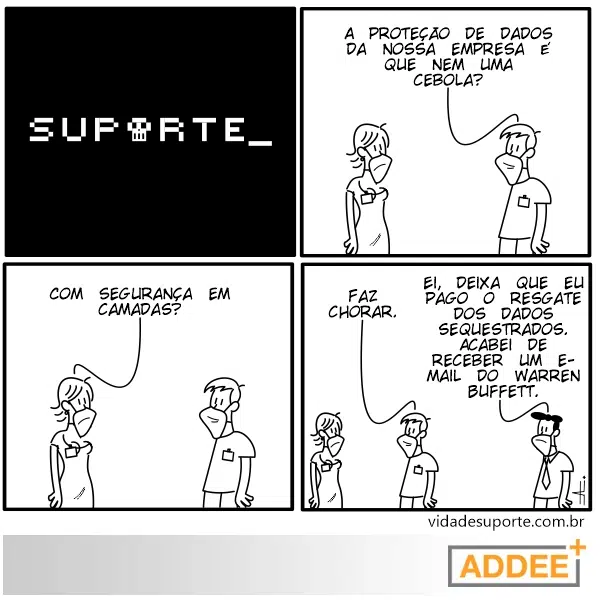 SUPORTE_
A PROTEÇÃO DE DADOS
DA NOSSA EMPRESA É
QUE NEM UMA
CEBOLA?
COM SEGURANÇA EM
CAMADAS?
FAZ
CHORAR.
EI, DEIXA QUE EU
PAGO O RESGATE
DOS DADOS
SEQUESTRADOS.
ACABEI DE
RECEBER UM E-
MAIL DO WARREN
BUFFETT.
vidadesuporte.com.br
ADDEE+